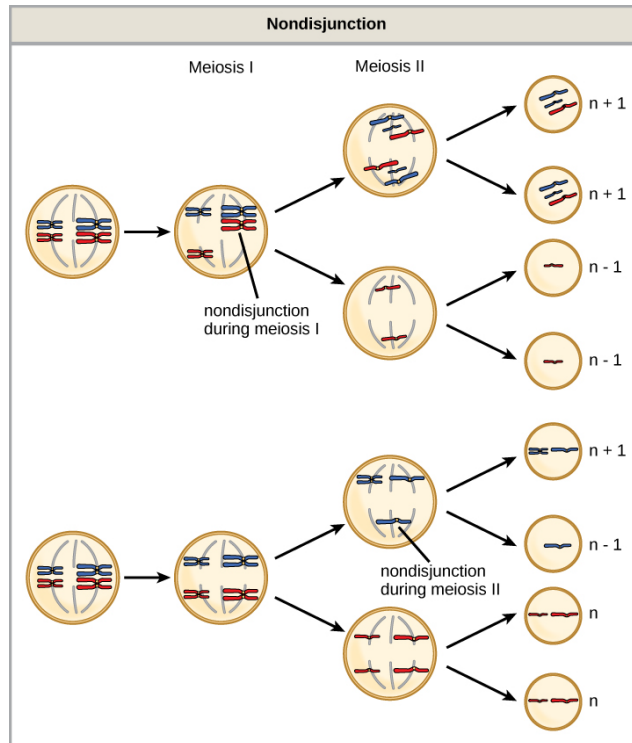 Nondisjunction
Meiosis I
Meiosis II
n + 1
n + 1
nondisjunction
during meiosis I
n - 1
n - 1
n + 1
n - 1
nondisjunction
during meiosis II
n
n